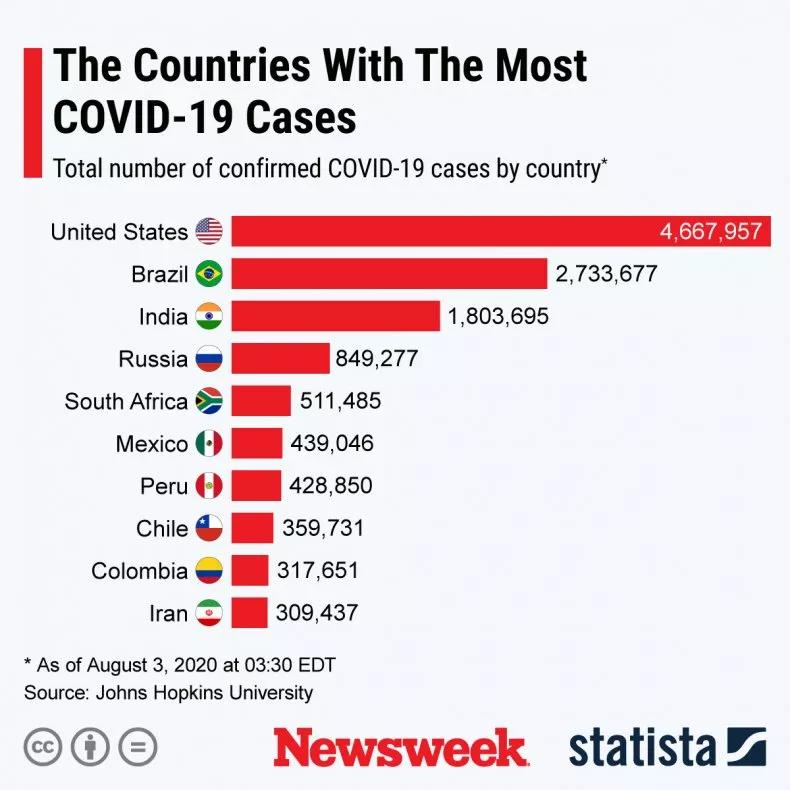 The Countries With The Most
COVID-19 Cases
Total number of confirmed COVID-19 cases by country*
United States 4,667,957
Brazil 2,733,677
India 1,803,695
Russia 849,277
South Africa 511,485
Mexico 439,046
Peru 428,850
Chile 359,731
Colombia 317,651
Iran 309,437
* As of August 3, 2020 at 03:30 EDT
Source: Johns Hopkins University
cc Newsweek statista